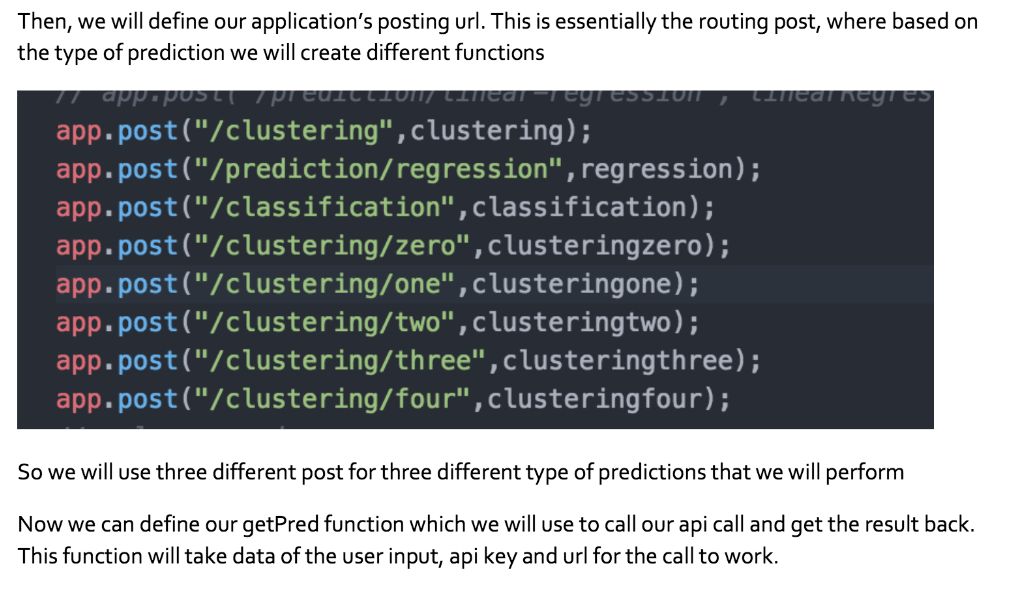 Then, we will define our application’s posting url. This is essentially the routing post, where based on
the type of prediction we will create different functions
// app.post("/prediction/linear-regression", linearRegres
app.post("/clustering",clustering);
app.post("/prediction/regression",regression);
app.post("/classification",classification);
app.post("/clustering/zero",clusteringzero);
app.post("/clustering/one",clusteringone);
app.post("/clustering/two",clusteringtwo);
app.post("/clustering/three",clusteringthree);
app.post("/clustering/four",clusteringfour);
So we will use three different post for three different type of predictions that we will perform
Now we can define our getPred function which we will use to call our api call and get the result back.
This function will take data of the user input, api key and url for the call to work.